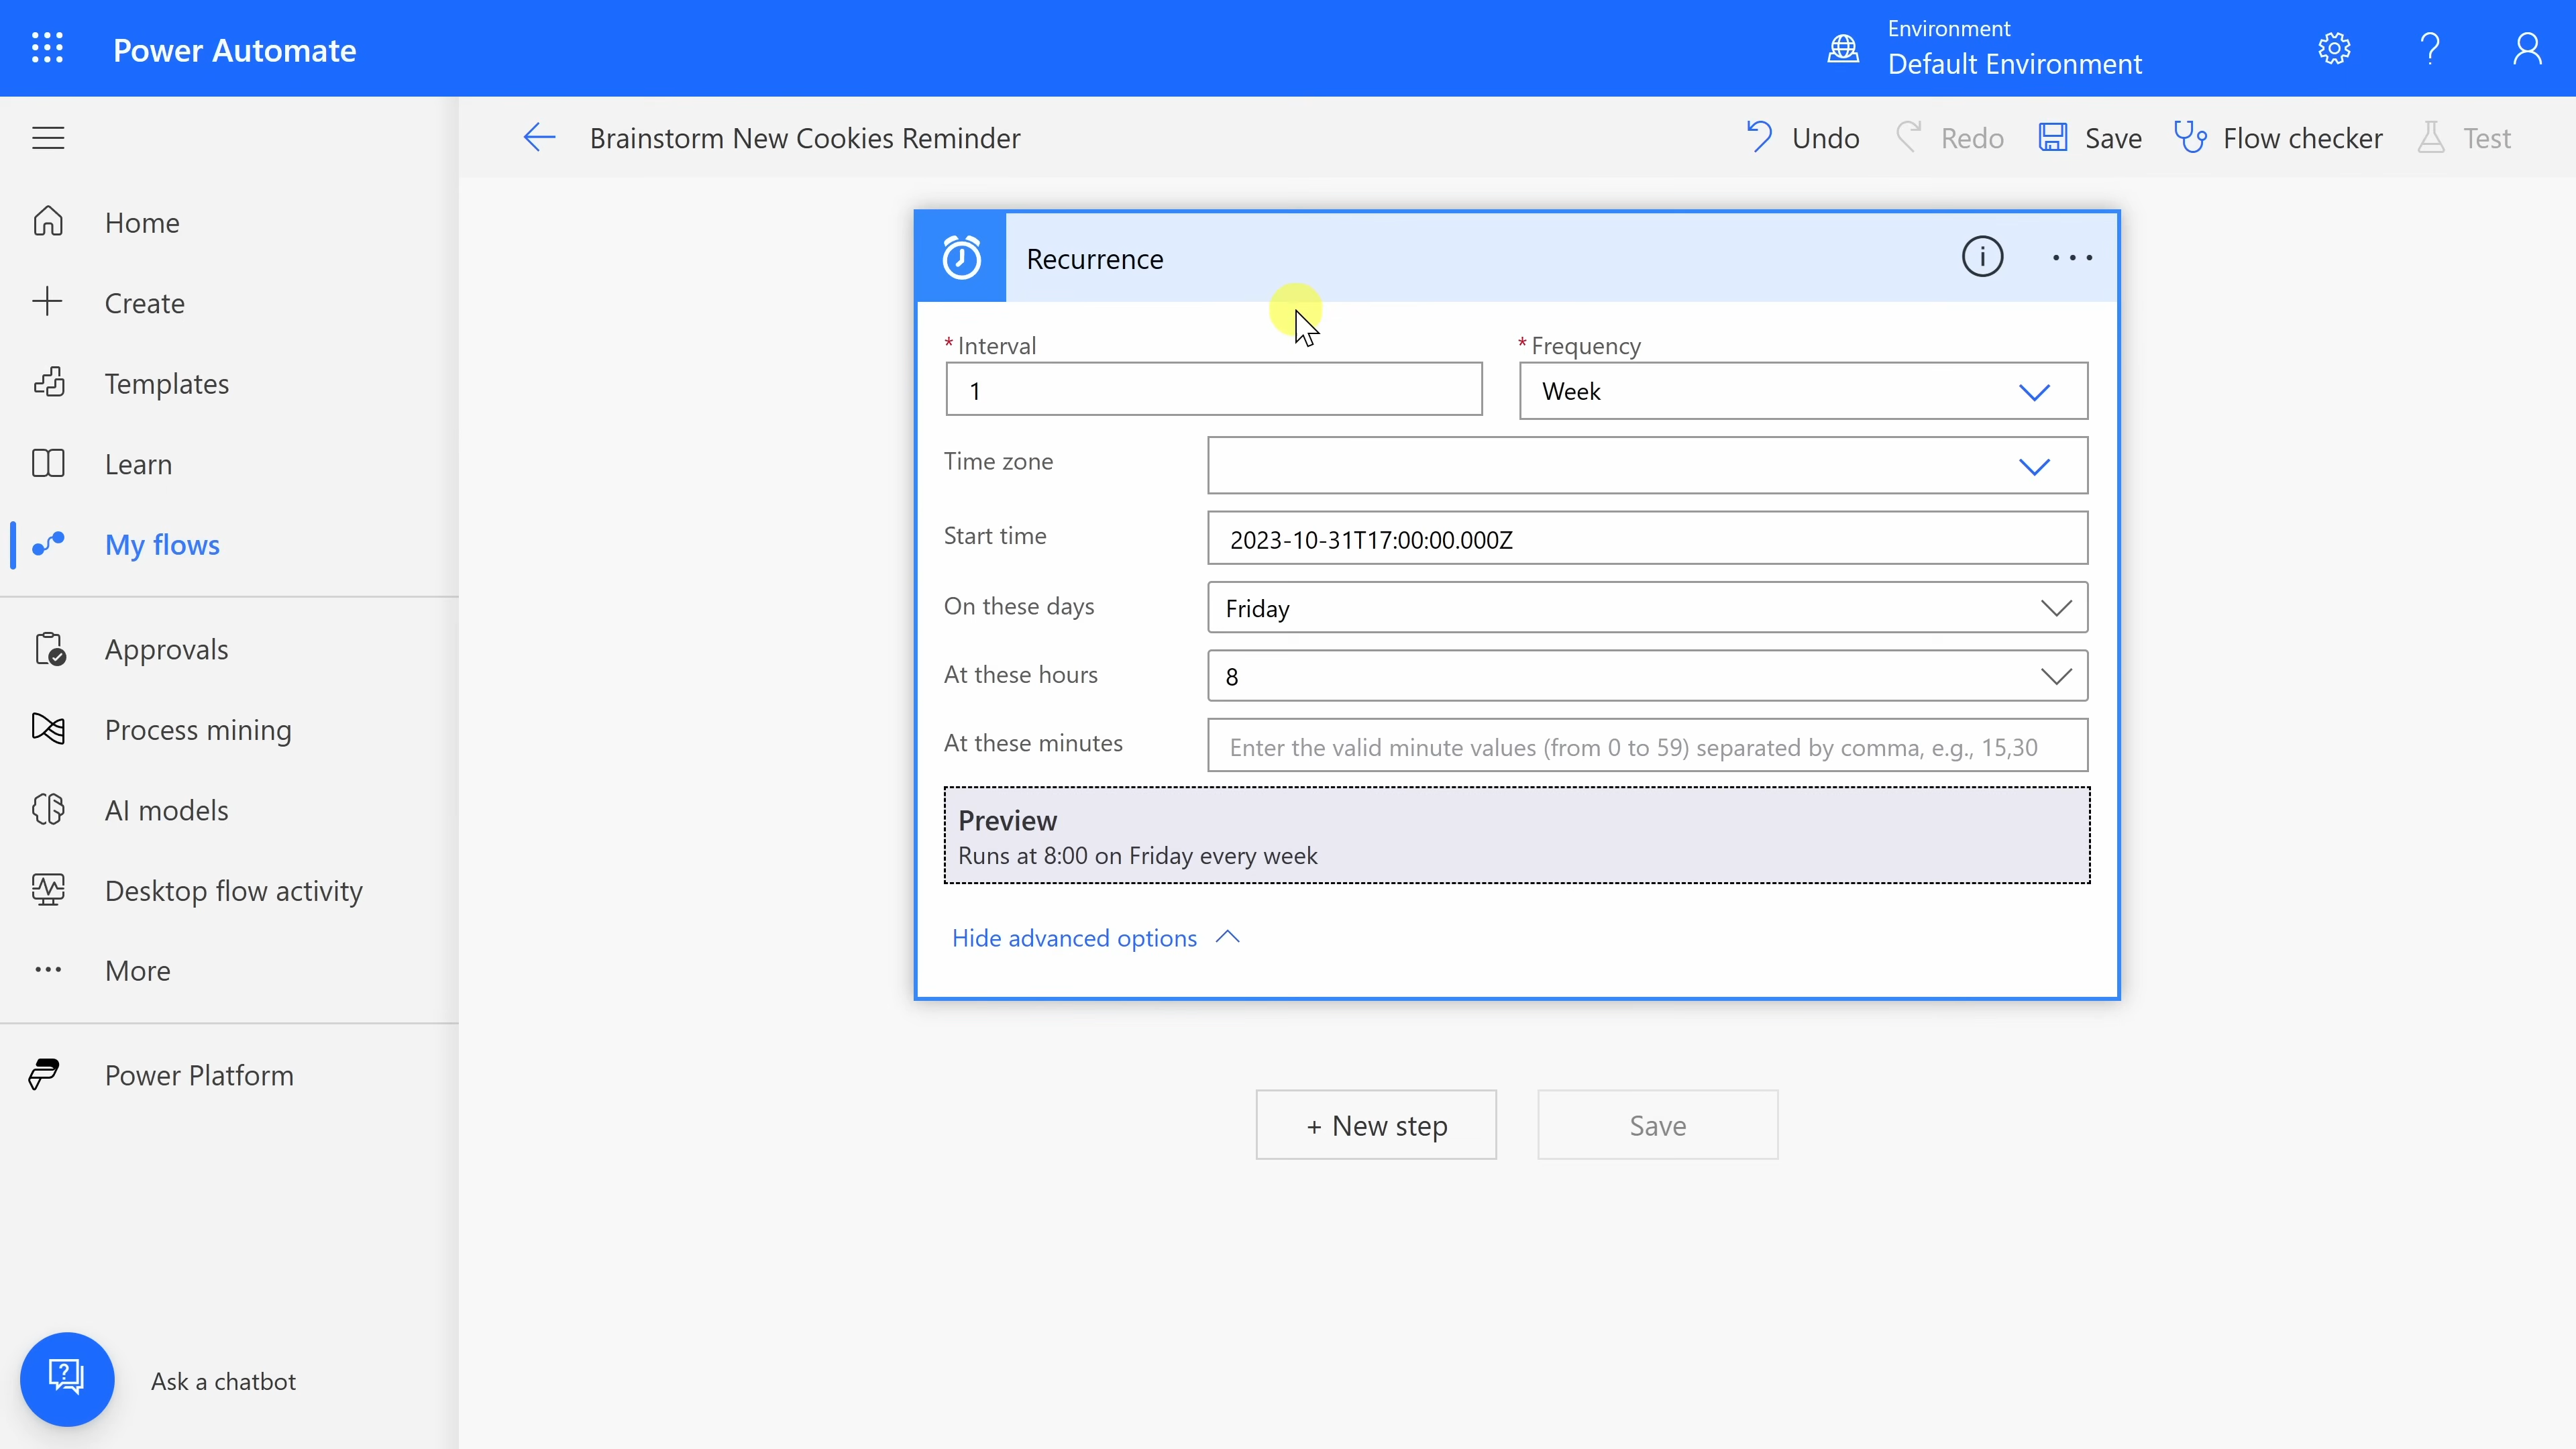 Power Automate
Environment
Default Environment
Brainstorm New Cookies Reminder
Undo
Redo
Save
Flow checker
Test
Home
Create
Templates
Learn
My flows
Approvals
Process mining
AI models
Desktop flow activity
More
Power Platform
Ask a chatbot
Recurrence
* Interval
* Frequency
1
Week
Time zone
Start time
2023-10-31T17:00:00.000Z
On these days
Friday
At these hours
8
At these minutes
Enter the valid minute values (from 0 to 59) separated by comma, e.g., 15,30
Preview
Runs at 8:00 on Friday every week
Hide advanced options
+ New step
Save